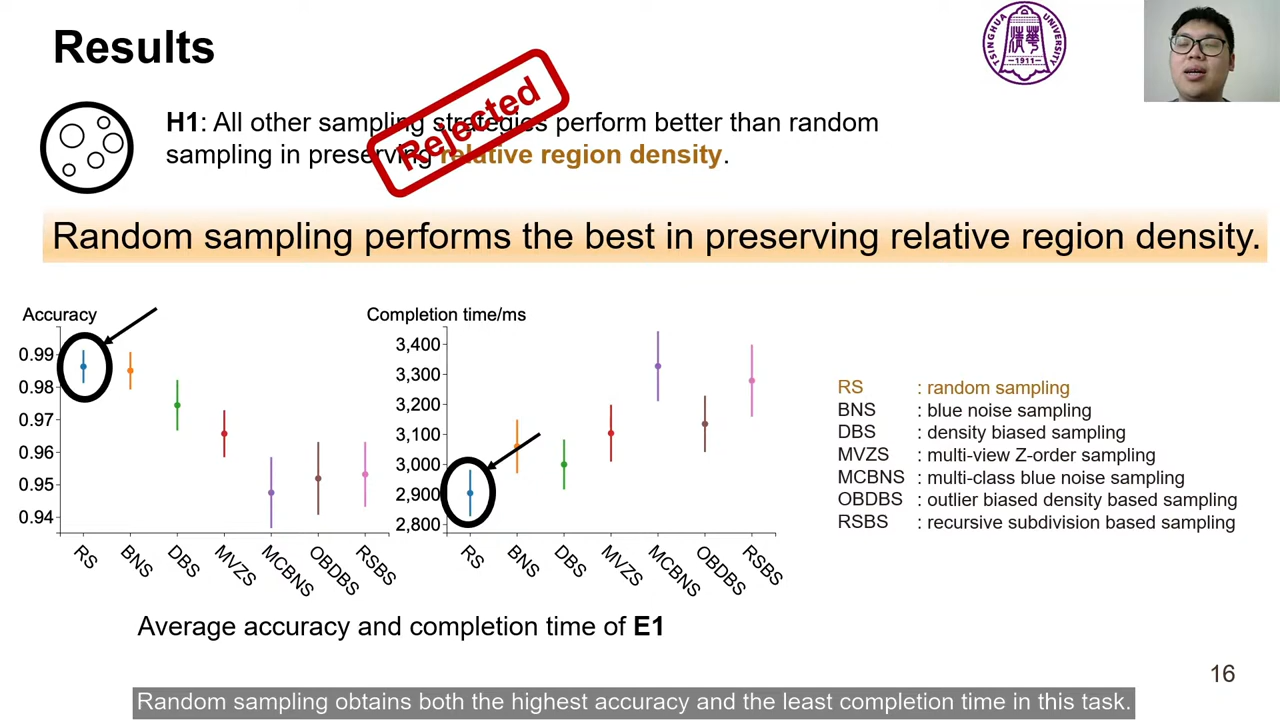 Results
TSINGHUA UNIVERSITY
1911
H1: All other sampling strategies perform better than random
sampling in preserving relative region density.
Rejected
Random sampling performs the best in preserving relative region density.
Accuracy
0.99
0.98
0.97
0.96
0.95
0.94
RS
BNS
DBS
MVZS
MCBNS
OBDBS
RSBS
Completion time/ms
3,400
3,300
3,200
3,100
3,000
2,900
2,800
RS
BNS
DBS
MVZS
MCBNS
OBDBS
RSBS
RS : random sampling
BNS : blue noise sampling
DBS : density biased sampling
MVZS : multi-view Z-order sampling
MCBNS : multi-class blue noise sampling
OBDBS : outlier biased density based sampling
RSBS : recursive subdivision based sampling
Average accuracy and completion time of E1
16
Random sampling obtains both the highest accuracy and the least completion time in this task.